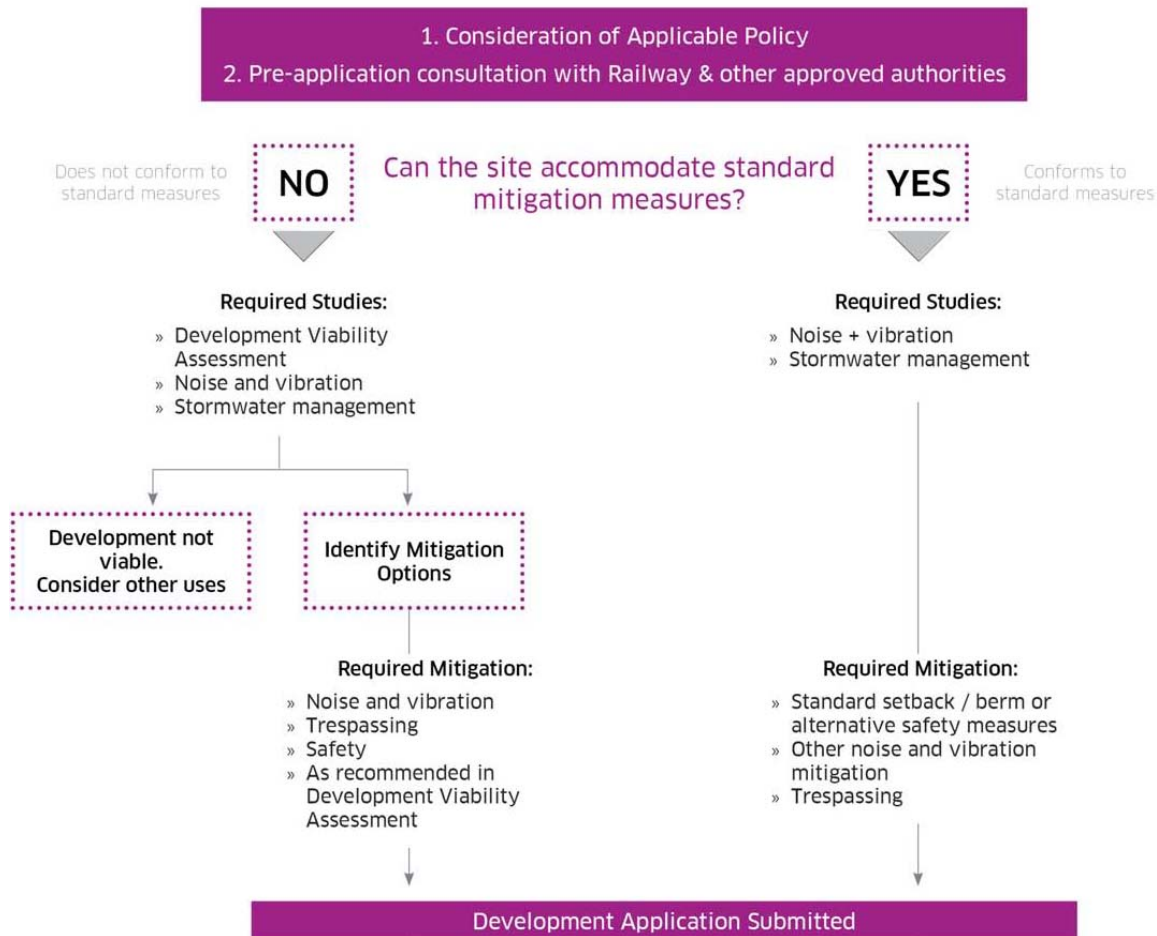 1. Consideration of Applicable Policy
2. Pre-application consultation with Railway & other approved authorities
Does not conform to
standard measures
NO
Can the site accommodate standard
mitigation measures?
YES
Conforms to
standard measures
Required Studies:
» Development Viability
Assessment
» Noise and vibration
» Stormwater management
Required Studies:
» Noise + vibration
» Stormwater management
Development not
viable.
Consider other uses
Identify Mitigation
Options
Required Mitigation:
» Noise and vibration
» Trespassing
» Safety
» As recommended in
Development Viability
Assessment
Required Mitigation:
» Standard setback / berm or
alternative safety measures
» Other noise and vibration
mitigation
» Trespassing
Development Application Submitted